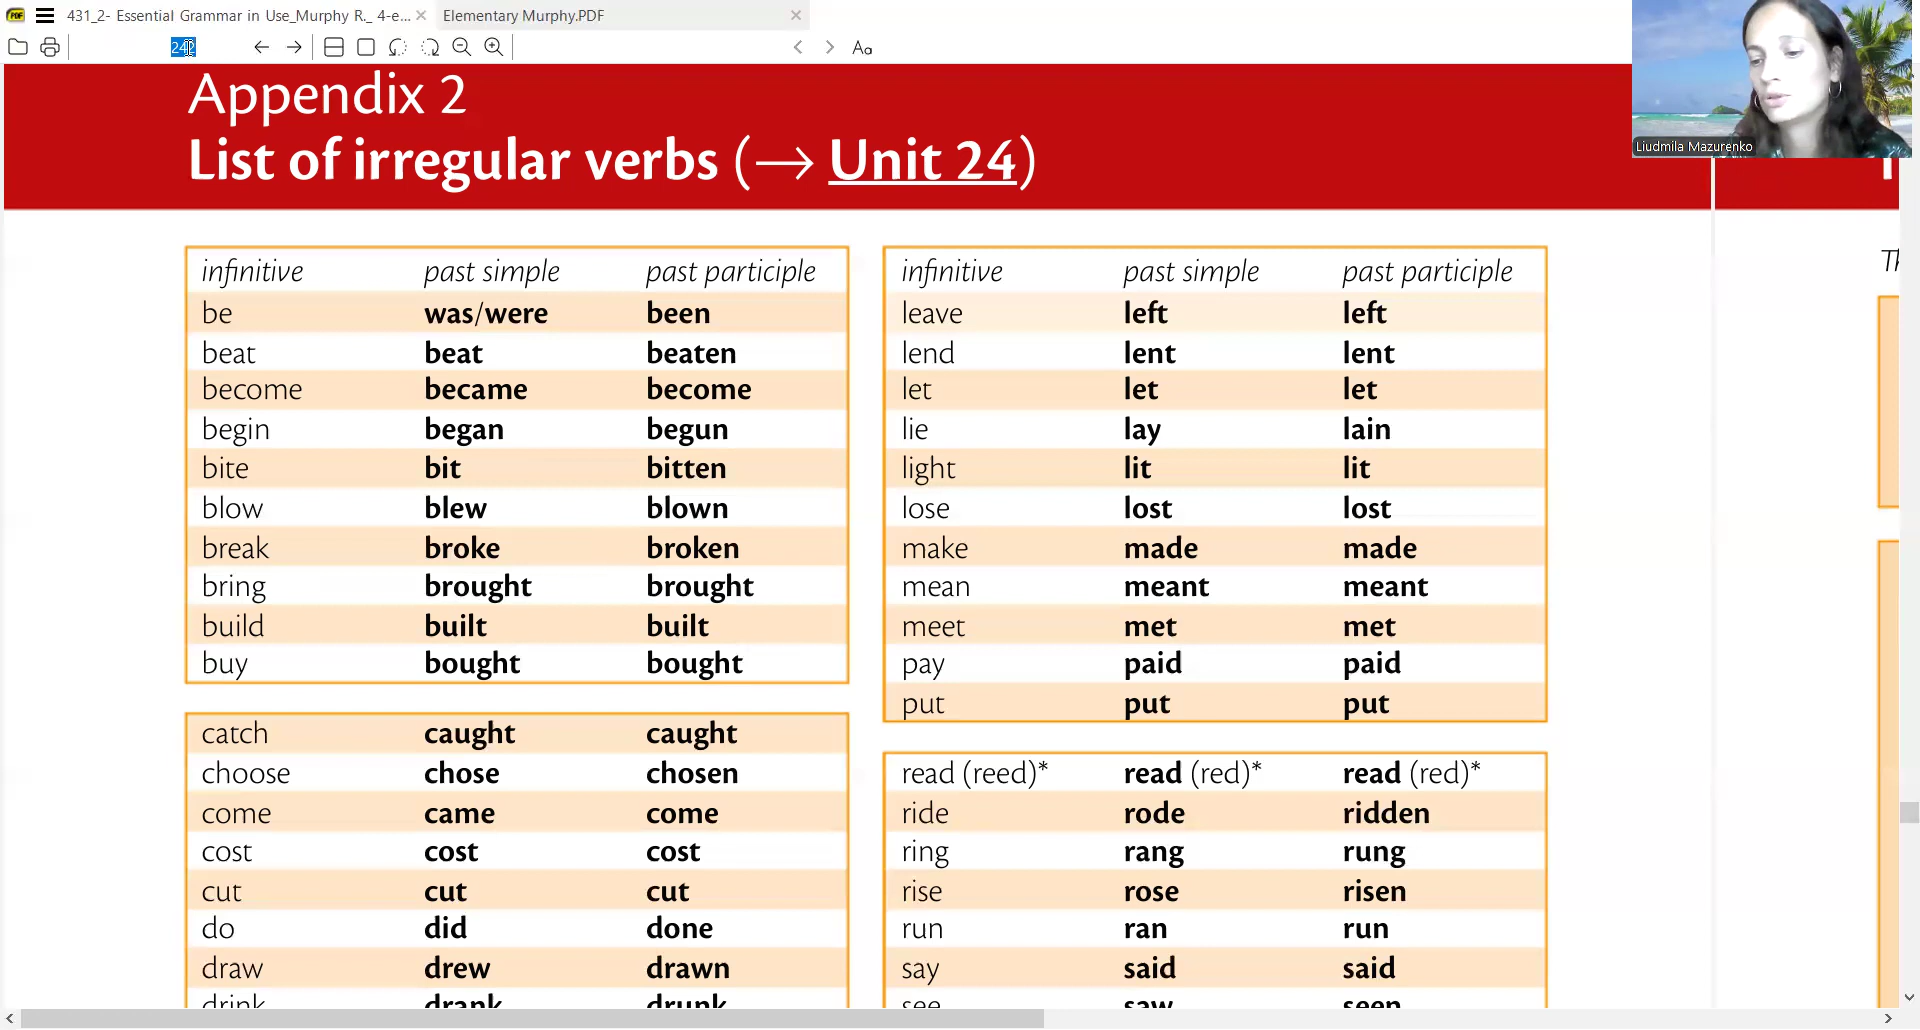 431_2- Essential Grammar in Use_Murphy R._ 4-e...
Elementary Murphy.PDF
Aa
Liudmila Mazurenko
Appendix 2
List of irregular verbs (→ Unit 24)
infinitive past simple past participle
be was/were been
beat beat beaten
become became become
begin began begun
bite bit bitten
blow blew blown
break broke broken
bring brought brought
build built built
buy bought bought
catch caught caught
choose chose chosen
come came come
cost cost cost
cut cut cut
do did done
draw drew drawn
drink drank drunk
infinitive past simple past participle
leave left left
lend lent lent
let let let
lie lay lain
light lit lit
lose lost lost
make made made
mean meant meant
meet met met
pay paid paid
put put put
read (reed)* read (red)* read (red)*
ride rode ridden
ring rang rung
rise rose risen
run ran run
say said said
see saw seen